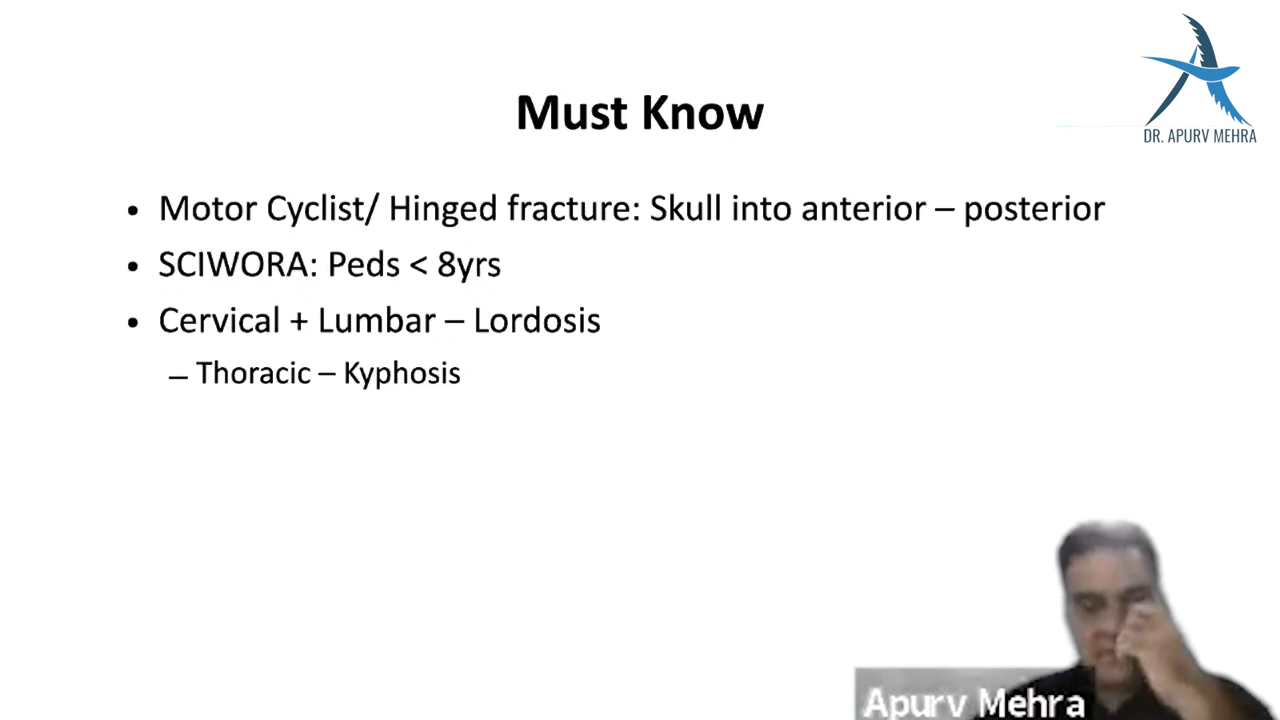 DR. APURV MEHRA
Must Know
• Motor Cyclist/ Hinged fracture: Skull into anterior – posterior
• SCIWORA: Peds < 8yrs
• Cervical + Lumbar – Lordosis
– Thoracic – Kyphosis
Apurv Mehra